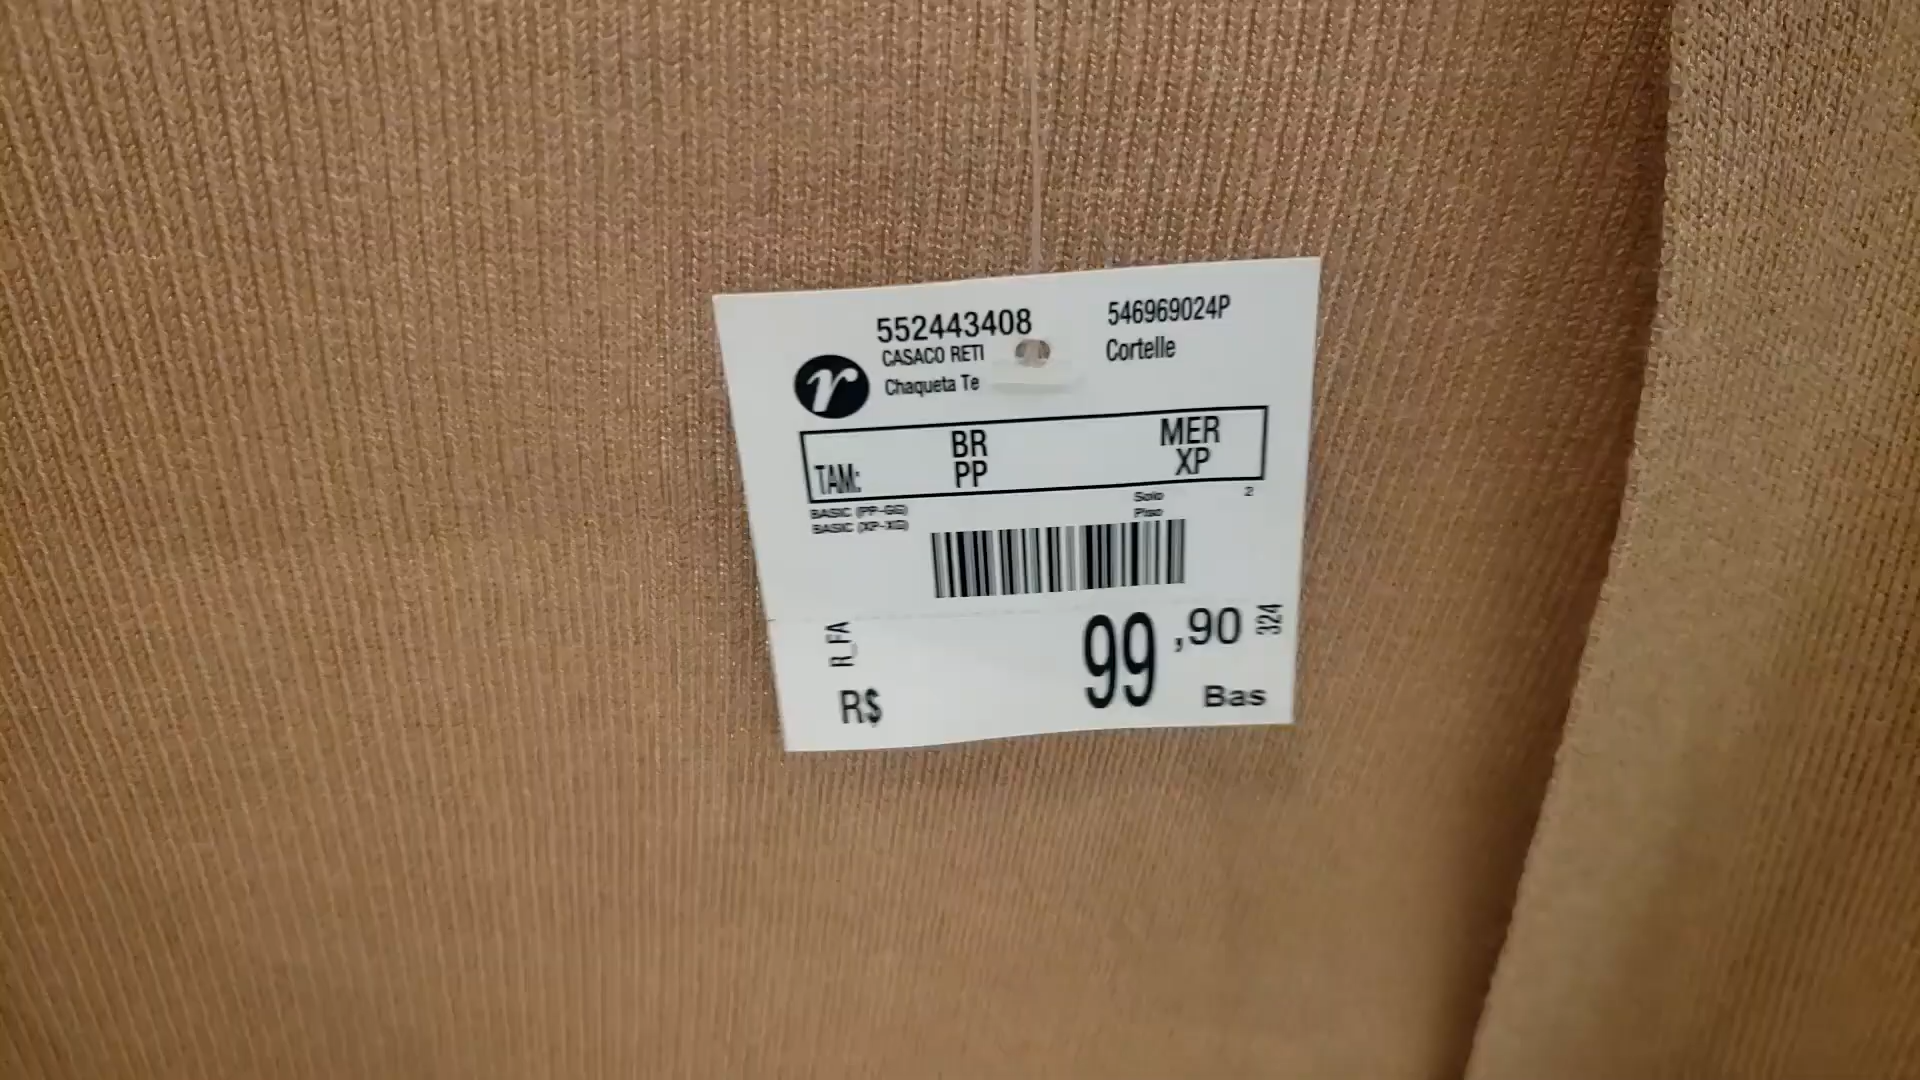 552443408 546969024P
CASACO RETI Cortelle
Chaqueta Te
r
BR MER
TAM: PP XP
BASIC (PP-GG) Solo 2
BASIC (XP-XG) Piso
R_FA
99,90 324
R$ Bas